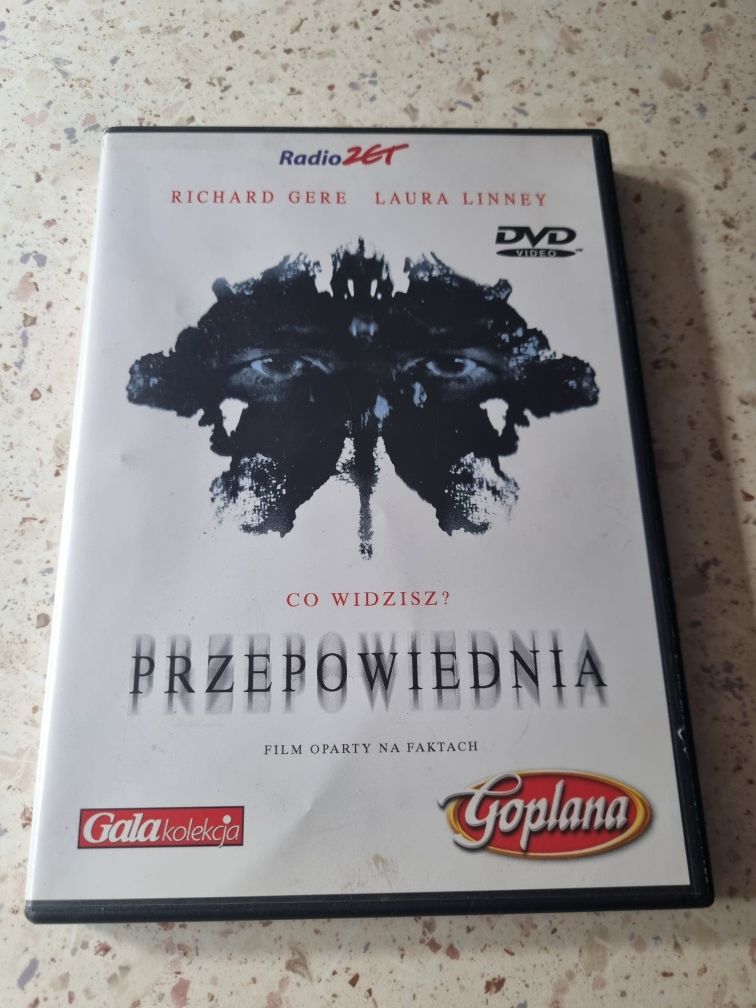 Radio ZET
RICHARD GERE LAURA LINNEY
DVD
VIDEO
CO WIDZISZ?
PRZEPOWIEDNIA
FILM OPARTY NA FAKTACH
Gala kolekcja
Goplana